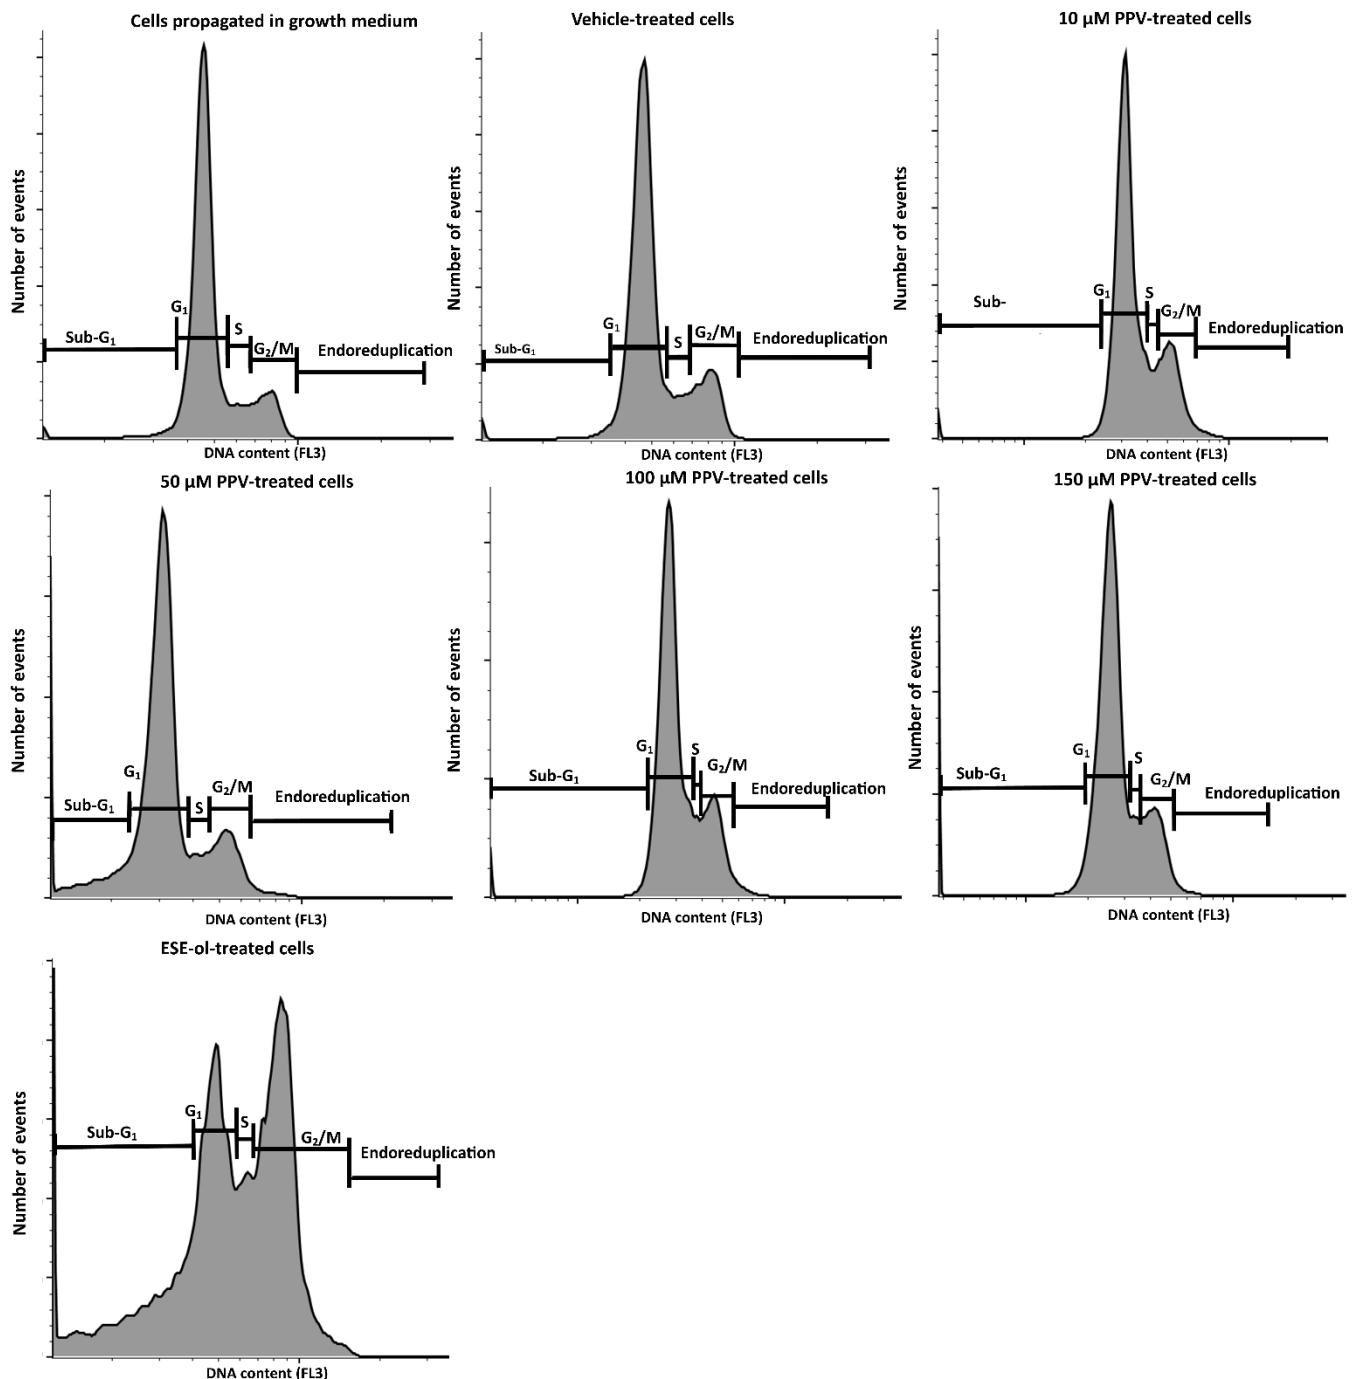 Cells propagated in growth medium
Number of events
Sub-G₁
G₁
S
G₂/M
Endoreduplication
DNA content (FL3)
Vehicle-treated cells
Number of events
Sub-G₁
G₁
S
G₂/M
Endoreduplication
DNA content (FL3)
10 µM PPV-treated cells
Number of events
Sub-
G₁
S
G₂/M
Endoreduplication
DNA content (FL3)
50 µM PPV-treated cells
Number of events
Sub-G₁
G₁
S
G₂/M
Endoreduplication
DNA content (FL3)
100 µM PPV-treated cells
Number of events
Sub-G₁
G₁
S
G₂/M
Endoreduplication
DNA content (FL3)
150 µM PPV-treated cells
Number of events
Sub-G₁
G₁
S
G₂/M
Endoreduplication
DNA content (FL3)
ESE-ol-treated cells
Number of events
Sub-G₁
G₁
S
G₂/M
Endoreduplication
DNA content (FL3)